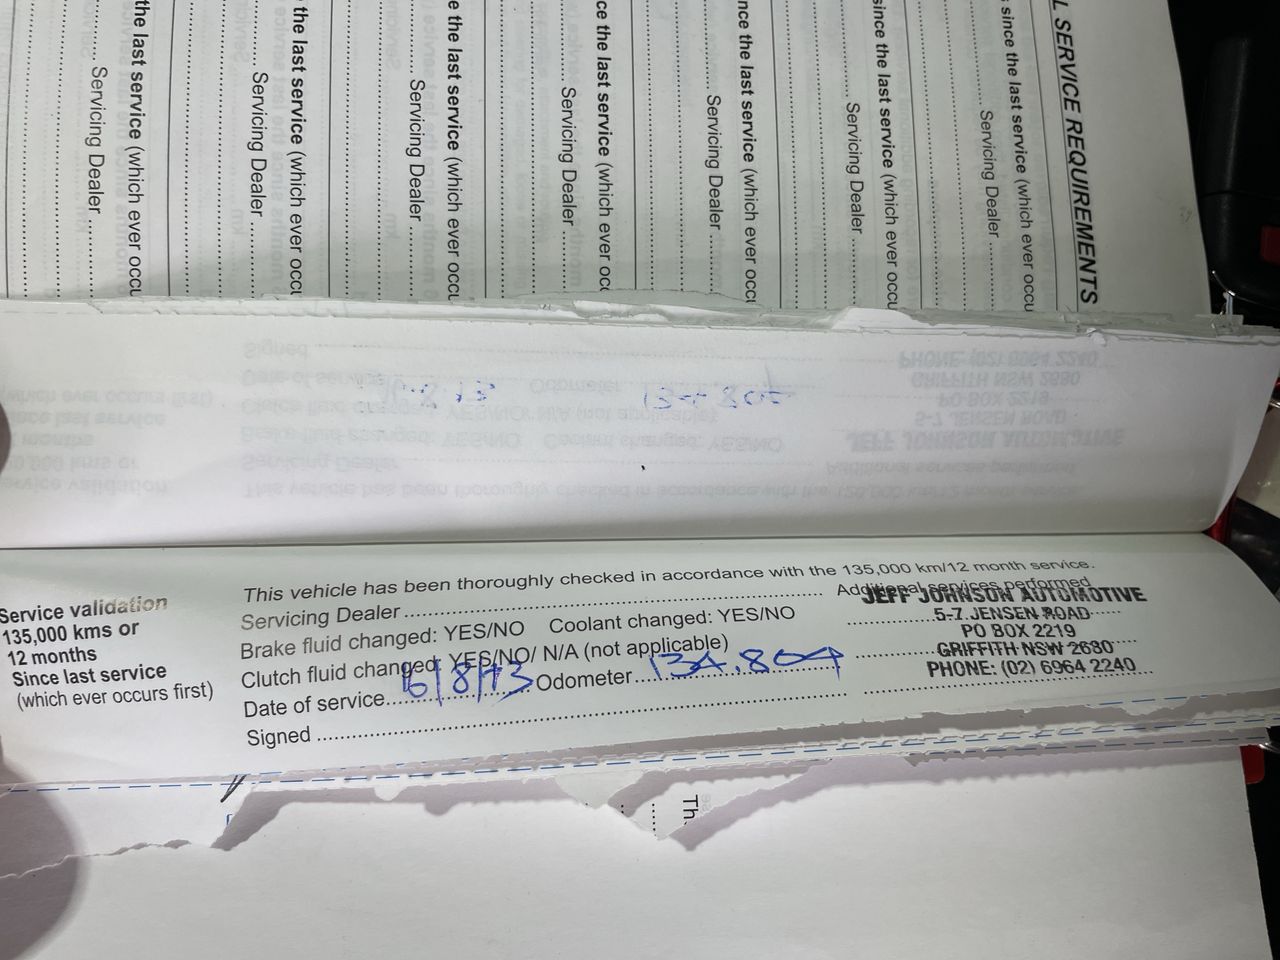 L SERVICE REQUIREMENTS
s since the last service (which ever occu
Servicing Dealer
since the last service (which ever occu
Servicing Dealer
nce the last service (which ever occu
Servicing Dealer
ce the last service (which ever occ
Servicing Dealer
e the last service (which ever occu
Servicing Dealer
the last service (which ever occu
Servicing Dealer
the last service (which ever occu
Servicing Dealer
Service validation
135,000 kms or
12 months
Since last service
(which ever occurs first)
This vehicle has been thoroughly checked in accordance with the 135,000 km/12 month service.
Servicing Dealer
Brake fluid changed: YES/NO Coolant changed: YES/NO
Clutch fluid changed: YES/NO/ N/A (not applicable)
Date of service 16/8/13 Odometer 134,804
Signed
Additional services performed
JEFF JOHNSON AUTOMOTIVE
5-7 JENSEN ROAD
PO BOX 2219
GRIFFITH NSW 2680
PHONE: (02) 6964 2240
Th